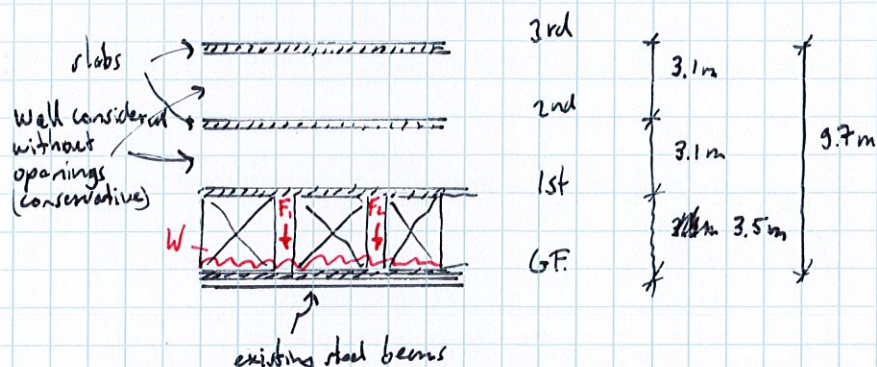 slabs
Wall considered
without
openings
(conservative)
W
F1
F2
existing steel beams
3rd
2nd
1st
GF.
3.1m
3.1m
3.5m
9.7m